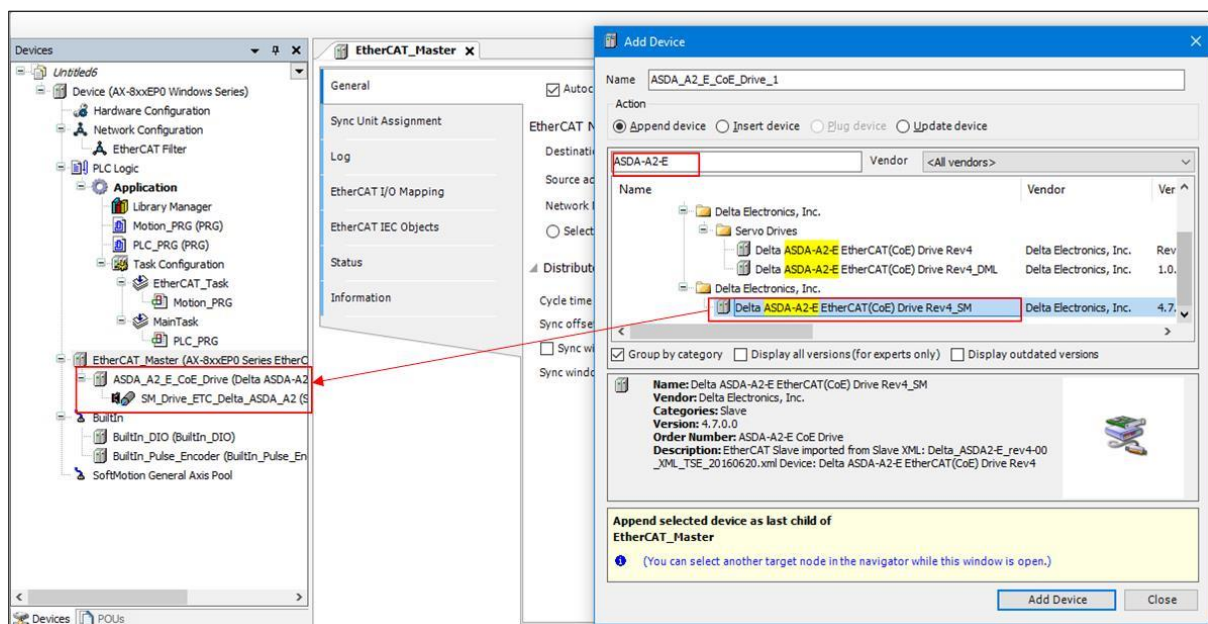 Devices
Untitled6
Device (AX-8xxEP0 Windows Series)
Hardware Configuration
Network Configuration
EtherCAT Filter
PLC Logic
Application
Library Manager
Motion_PRG (PRG)
PLC_PRG (PRG)
Task Configuration
EtherCAT_Task
Motion_PRG
MainTask
PLC_PRG
EtherCAT_Master (AX-8xxEP0 Series EtherC
ASDA_A2_E_CoE_Drive (Delta ASDA-A2
SM_Drive_ETC_Delta_ASDA_A2 (S
BuiltIn
BuiltIn_DIO (BuiltIn_DIO)
BuiltIn_Pulse_Encoder (BuiltIn_Pulse_En
SoftMotion General Axis Pool
Devices POUs
EtherCAT_Master
General
Sync Unit Assignment
Log
EtherCAT I/O Mapping
EtherCAT IEC Objects
Status
Information
Autoc
EtherCAT N
Destinati
Source ad
Network
Select
Distribut
Cycle time
Sync offse
Sync wi
Sync windo
Add Device
Name ASDA_A2_E_CoE_Drive_1
Action
Append device Insert device Plug device Update device
ASDA-A2-E Vendor <All vendors>
Name Vendor Ver
Delta Electronics, Inc.
Servo Drives
Delta ASDA-A2-E EtherCAT(CoE) Drive Rev4 Delta Electronics, Inc. Rev
Delta ASDA-A2-E EtherCAT(CoE) Drive Rev4_DML Delta Electronics, Inc. 1.0.
Delta Electronics, Inc.
Delta ASDA-A2-E EtherCAT(CoE) Drive Rev4_SM Delta Electronics, Inc. 4.7.
Group by category Display all versions (for experts only) Display outdated versions
Name: Delta ASDA-A2-E EtherCAT(CoE) Drive Rev4_SM
Vendor: Delta Electronics, Inc.
Categories: Slave
Version: 4.7.0.0
Order Number: ASDA-A2-E CoE Drive
Description: EtherCAT Slave imported from Slave XML: Delta_ASDA2-E_rev4-00
_XML_TSE_20160620.xml Device: Delta ASDA-A2-E EtherCAT(CoE) Drive Rev4
Append selected device as last child of
EtherCAT_Master
(You can select another target node in the navigator while this window is open.)
Add Device Close